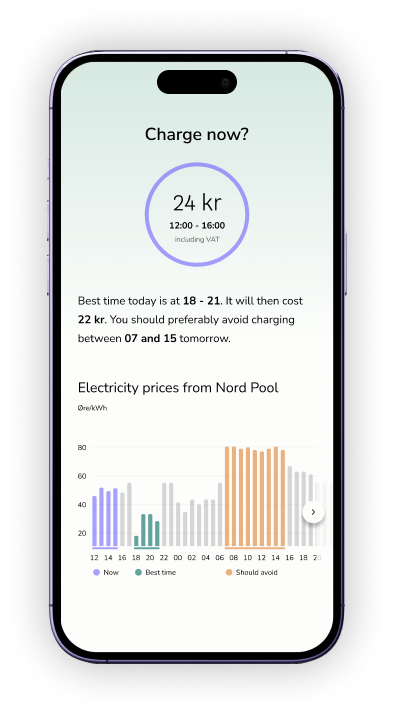 Charge now?
24 kr
12:00 - 16:00
Including VAT
Best time today is at 18 - 21. It will then cost
22 kr. You should preferably avoid charging
between 07 and 15 tomorrow.
Electricity prices from Nord Pool
Øre/kWh
80
60
40
20
12 14 16 18 20 22 00 02 04 06 08 10 12 14 16 18 20
Now Best time Should avoid